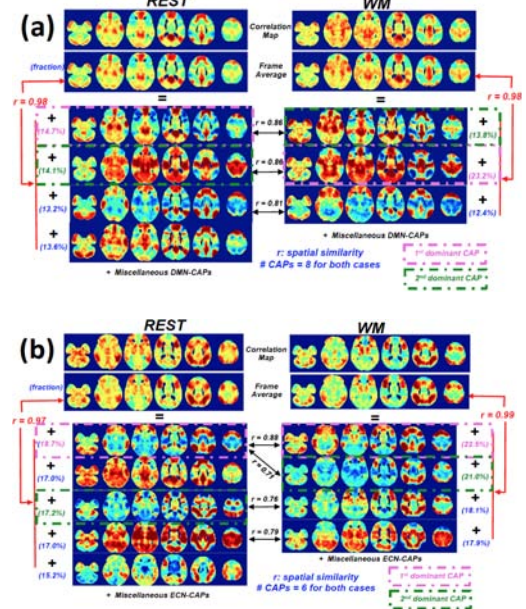 (a)
REST
WM
Correlation Map
(fraction)
Frame Average
=
=
r = 0.98
r = 0.98
+
(14.7%)
r = 0.86
+
(13.8%)
+
(14.1%)
r = 0.86
+
(23.2%)
+
(13.2%)
r = 0.81
+
(12.4%)
+
(13.6%)
+ Miscellaneous DMN-CAPs
+ Miscellaneous DMN-CAPs
r: spatial similarity
# CAPs = 8 for both cases
1st dominant CAP
2nd dominant CAP
(b)
REST
WM
Correlation Map
(fraction)
Frame Average
=
=
r = 0.97
r = 0.99
+
r = 0.88
+
r = 0.71
+
(17.0%)
+
(21.0%)
+
(17.2%)
r = 0.76
+
(18.1%)
+
(17.0%)
r = 0.79
+
(17.9%)
+
(15.2%)
+ Miscellaneous ECN-CAPs
+ Miscellaneous ECN-CAPs
r: spatial similarity
# CAPs = 6 for both cases
1st dominant CAP
2nd dominant CAP